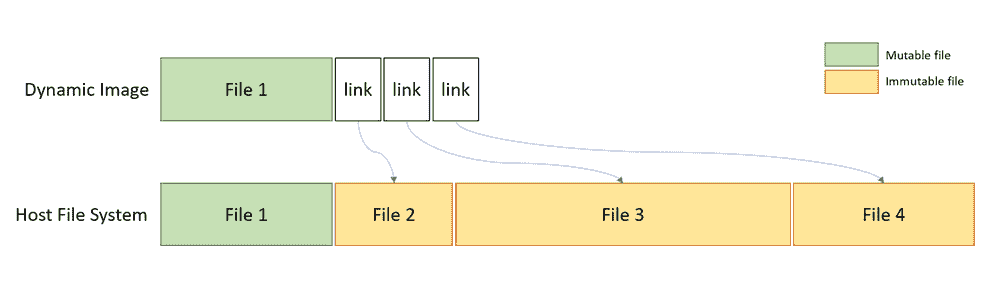 Mutable file
Immutable file
Dynamic Image
File 1
link
link
link
Host File System
File 1
File 2
File 3
File 4